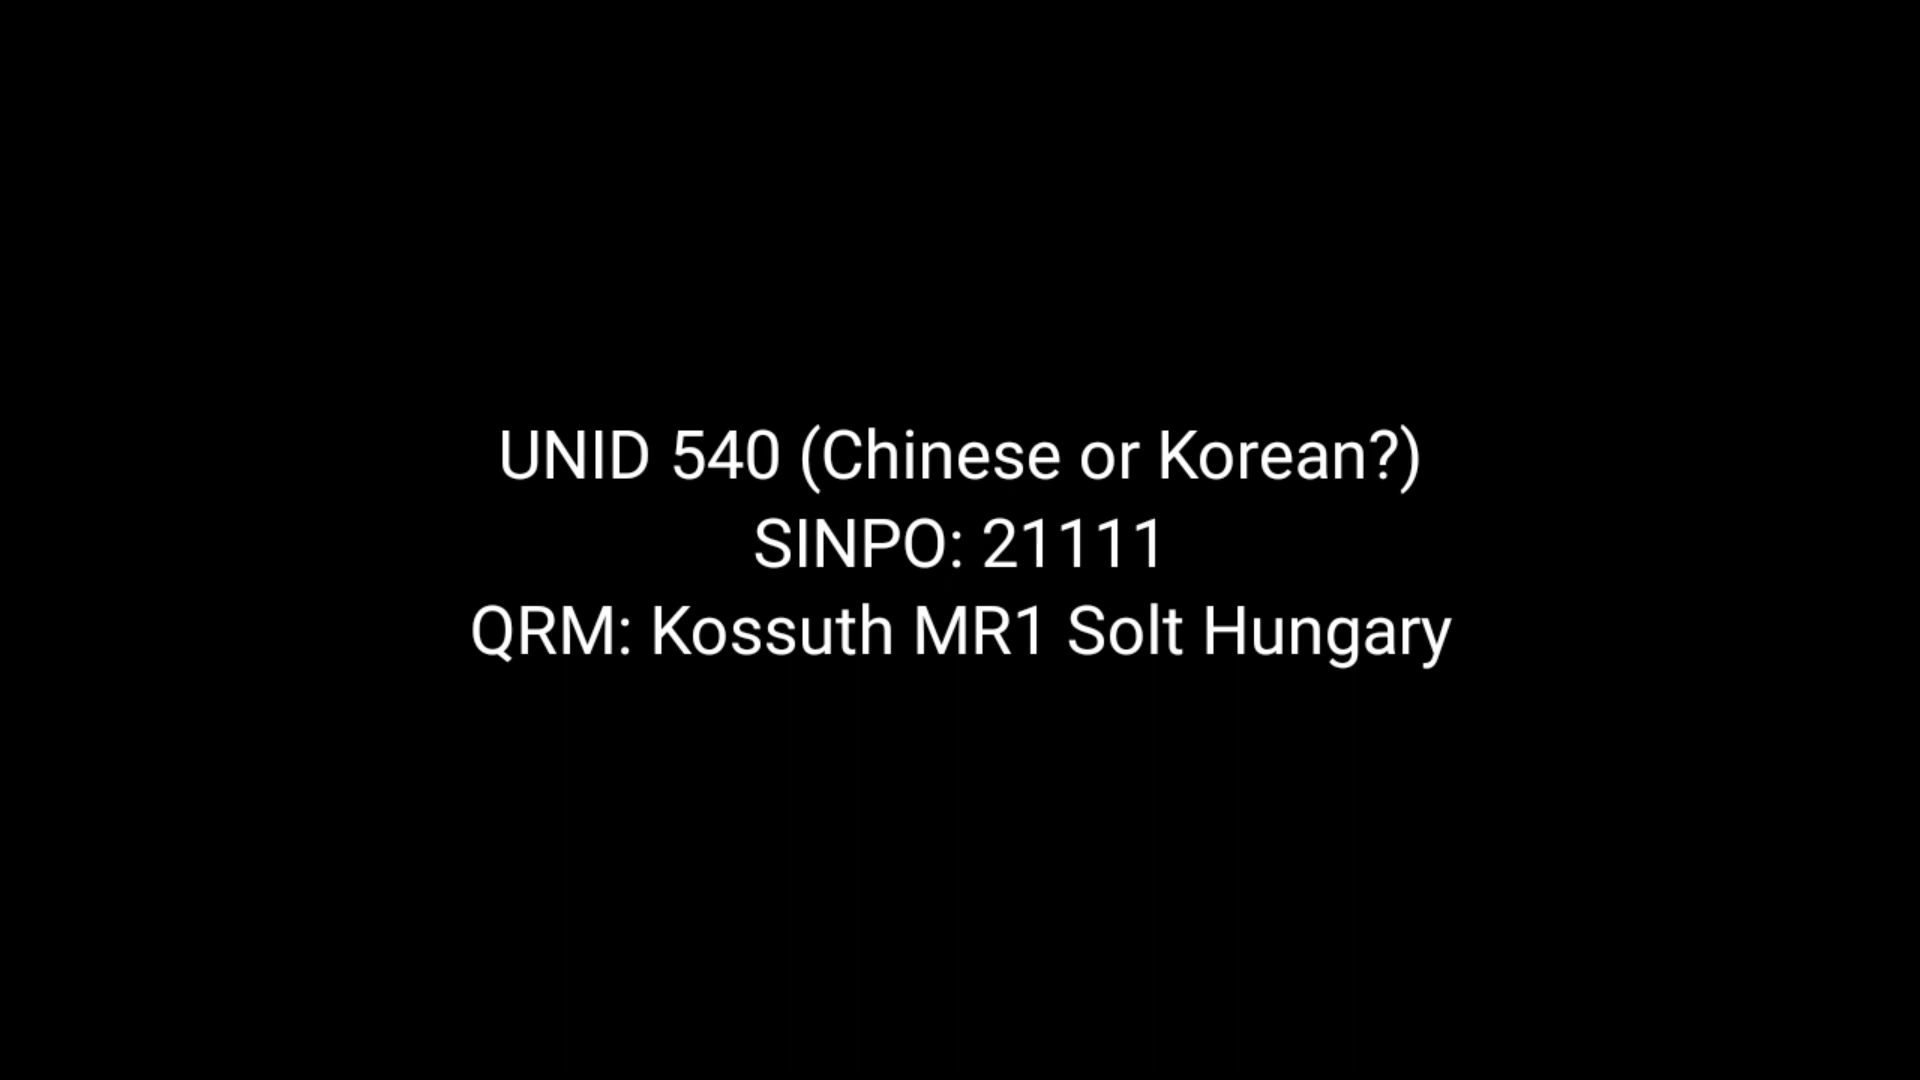 UNID 540 (Chinese or Korean?)
SINPO: 21111
QRM: Kossuth MR1 Solt Hungary